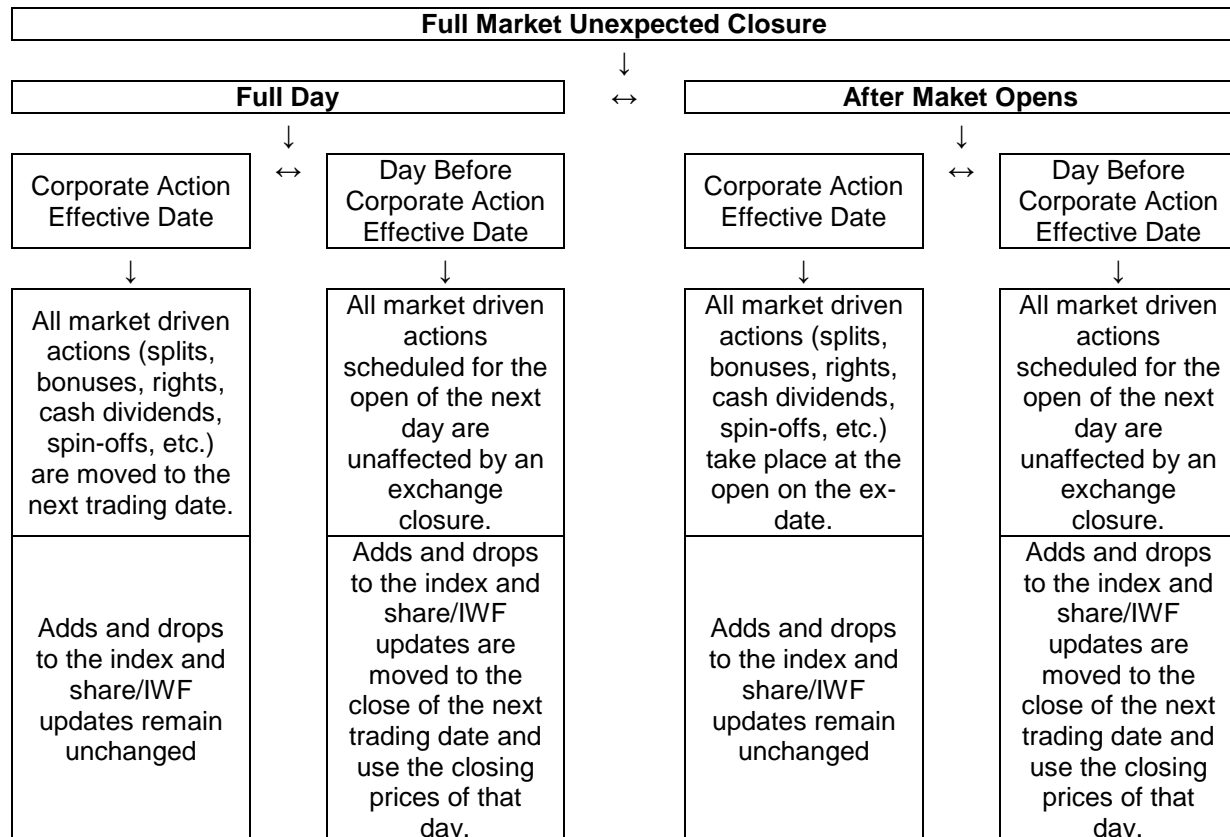 Full Market Unexpected Closure
↓
Full Day
↔
After Maket Opens
↓
↓
Corporate Action
Effective Date
↔
Day Before
Corporate Action
Effective Date
Corporate Action
Effective Date
↔
Day Before
Corporate Action
Effective Date
↓
↓
↓
↓
All market driven
actions (splits,
bonuses, rights,
cash dividends,
spin-offs, etc.)
are moved to the
next trading date.
All market driven
actions
scheduled for the
open of the next
day are
unaffected by an
exchange
closure.
All market driven
actions (splits,
bonuses, rights,
cash dividends,
spin-offs, etc.)
take place at the
open on the ex-
date.
All market driven
actions
scheduled for the
open of the next
day are
unaffected by an
exchange
closure.
Adds and drops
to the index and
share/IWF
updates remain
unchanged
Adds and drops
to the index and
share/IWF
updates are
moved to the
close of the next
trading date and
use the closing
prices of that
day.
Adds and drops
to the index and
share/IWF
updates remain
unchanged
Adds and drops
to the index and
share/IWF
updates are
moved to the
close of the next
trading date and
use the closing
prices of that
day.